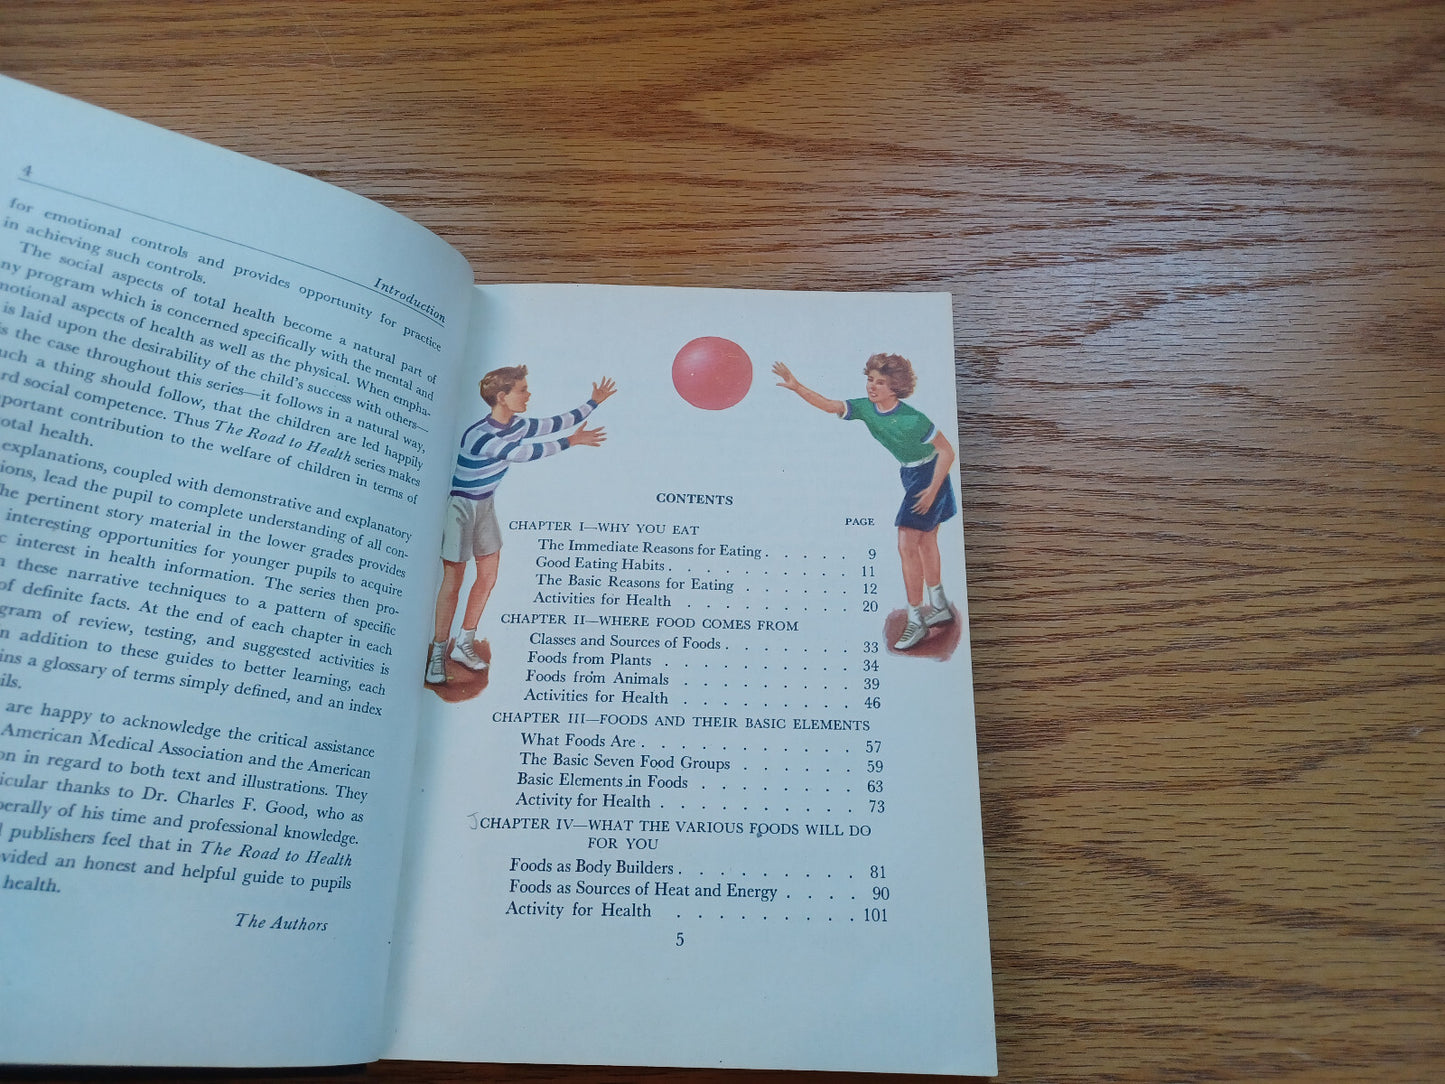 4
Introduction
for emotional controls and provides opportunity for practice
in achieving such controls.
The social aspects of total health become a natural part of
ny program which is concerned specifically with the mental and
motional aspects of health as well as the physical. When empha-
is laid upon the desirability of the child's success with others—
s the case throughout this series—it follows in a natural way,
uch a thing should follow, that the children are led happily
ard social competence. Thus The Road to Health series makes
portant contribution to the welfare of children in terms of
otal health.
explanations, coupled with demonstrative and explanatory
ions, lead the pupil to complete understanding of all con-
he pertinent story material in the lower grades provides
interesting opportunities for younger pupils to acquire
c interest in health information. The series then pro-
n these narrative techniques to a pattern of specific
of definite facts. At the end of each chapter in each
gram of review, testing, and suggested activities is
n addition to these guides to better learning, each
ins a glossary of terms simply defined, and an index
ils.
are happy to acknowledge the critical assistance
American Medical Association and the American
on in regard to both text and illustrations. They
icular thanks to Dr. Charles F. Good, who as
perally of his time and professional knowledge.
l publishers feel that in The Road to Health
vided an honest and helpful guide to pupils
health.
The Authors
CONTENTS
PAGE
CHAPTER I—WHY YOU EAT
The Immediate Reasons for Eating . . . . . 9
Good Eating Habits . . . . . . . . . . 11
The Basic Reasons for Eating . . . . . . 12
Activities for Health . . . . . . . . . 20
CHAPTER II—WHERE FOOD COMES FROM
Classes and Sources of Foods . . . . . . . 33
Foods from Plants . . . . . . . . . . 34
Foods from Animals . . . . . . . . . 39
Activities for Health . . . . . . . . . 46
CHAPTER III—FOODS AND THEIR BASIC ELEMENTS
What Foods Are . . . . . . . . . . . 57
The Basic Seven Food Groups . . . . . . 59
Basic Elements in Foods . . . . . . . . 63
Activity for Health . . . . . . . . . . 73
CHAPTER IV—WHAT THE VARIOUS FOODS WILL DO
FOR YOU
Foods as Body Builders . . . . . . . . . 81
Foods as Sources of Heat and Energy . . . . 90
Activity for Health . . . . . . . . . 101
5